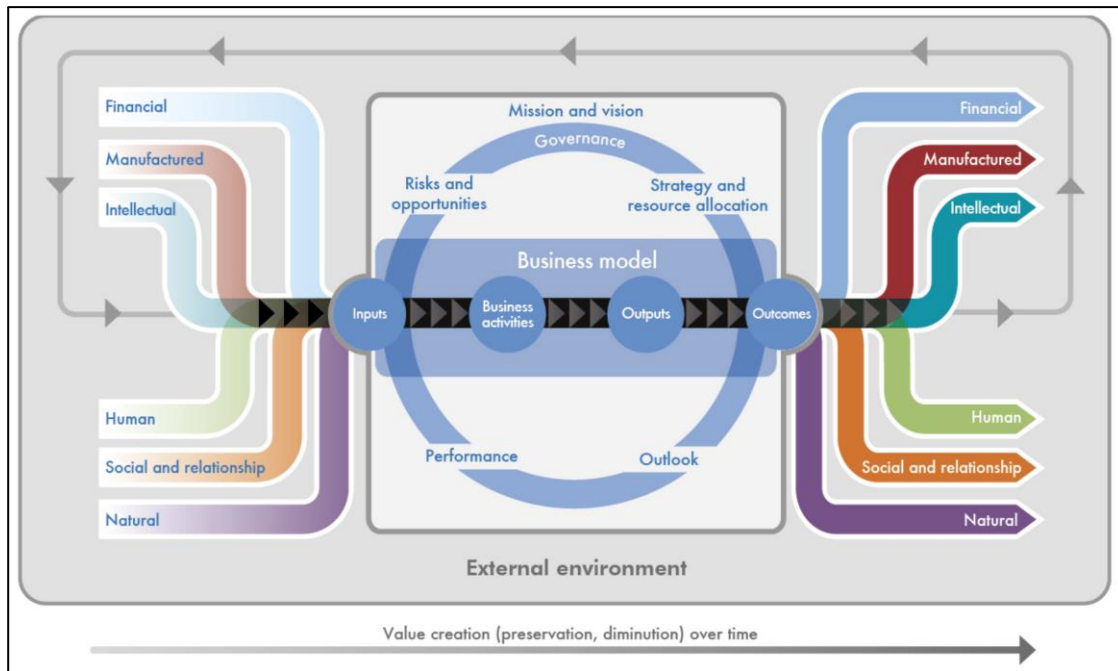 Financial
Manufactured
Intellectual
Human
Social and relationship
Natural
Mission and vision
Governance
Risks and
opportunities
Strategy and
resource allocation
Business model
Inputs
Business
activities
Outputs
Outcomes
Performance
Outlook
Financial
Manufactured
Intellectual
Human
Social and relationship
Natural
External environment
Value creation (preservation, diminution) over time